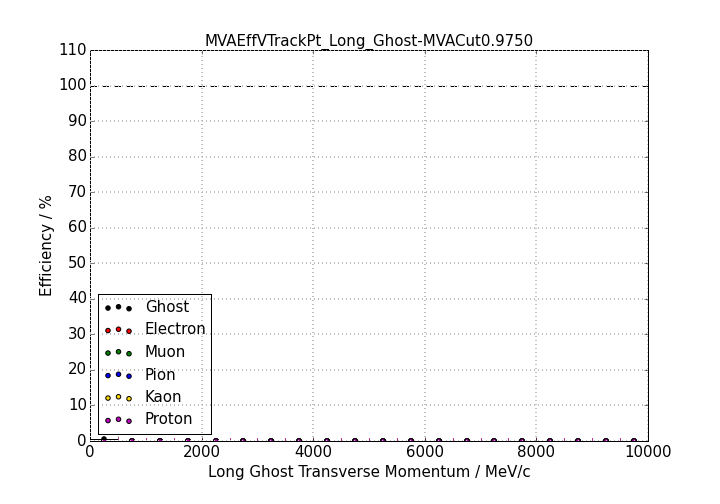 MVAEffVTrackPt_Long_Ghost-MVACut0.9750
110
100
90
80
70
60
50
40
30
20
10
0
Efficiency / %
Ghost
Electron
Muon
Pion
Kaon
Proton
0 2000 4000 6000 8000 10000
Long Ghost Transverse Momentum / MeV/c